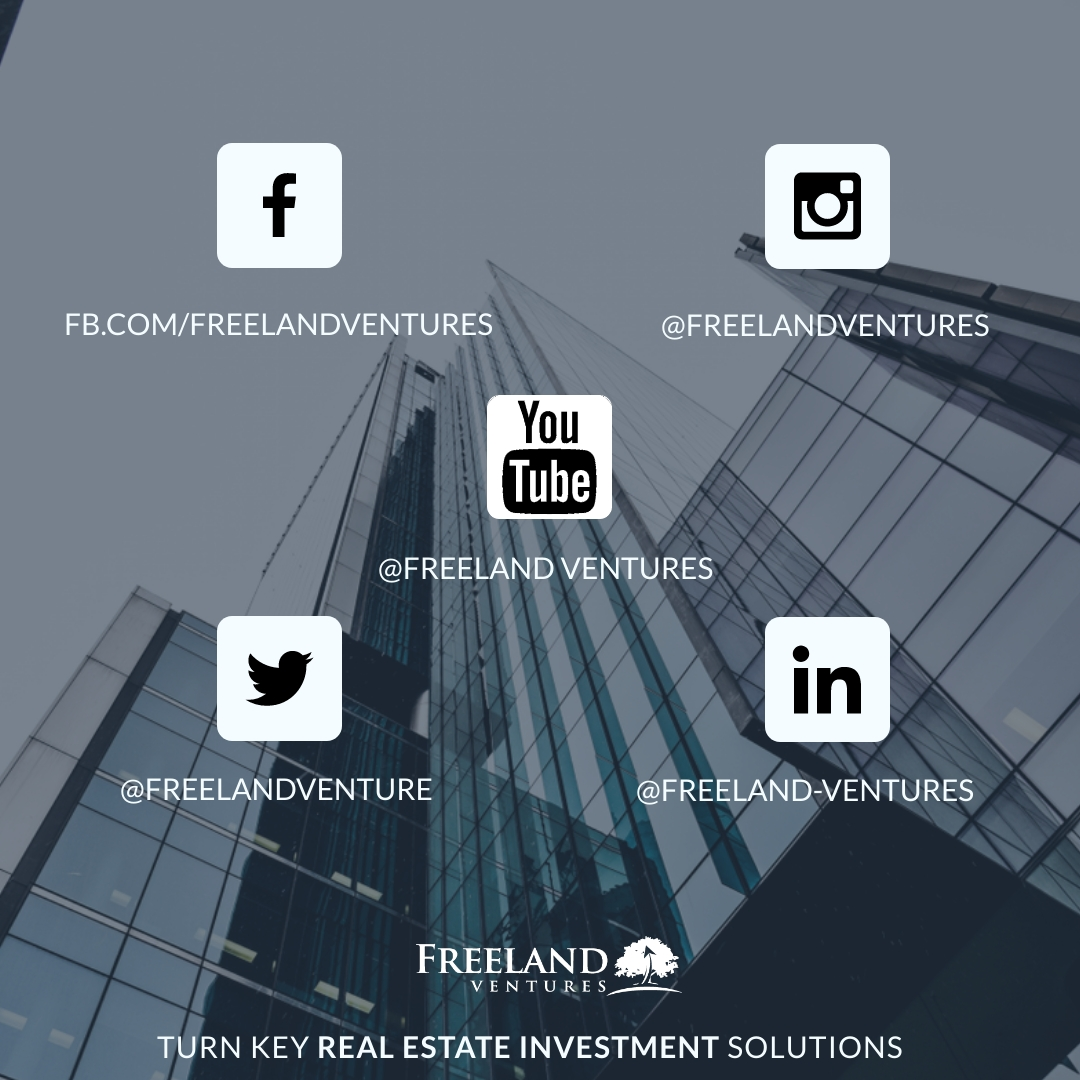 f
FB.COM/FREELANDVENTURES
@FREELANDVENTURES
You
Tube
@FREELAND VENTURES
in
@FREELANDVENTURE
@FREELAND-VENTURES
FREELAND
VENTURES
TURN KEY REAL ESTATE INVESTMENT SOLUTIONS